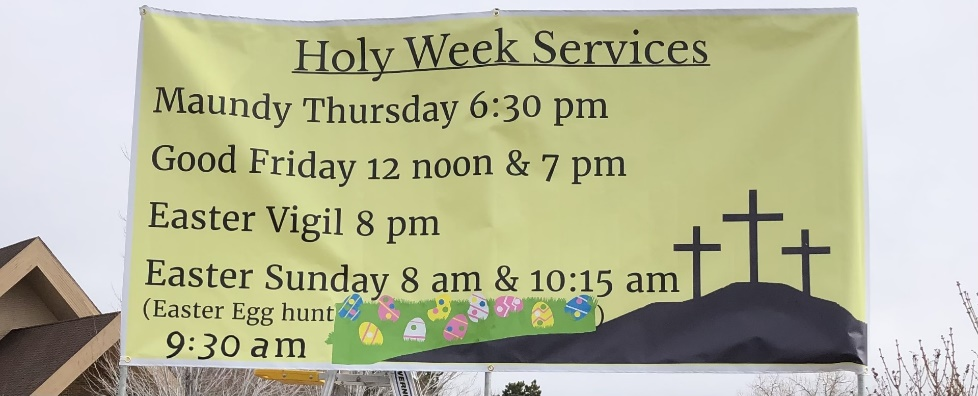 Holy Week Services
Maundy Thursday 6:30 pm
Good Friday 12 noon & 7 pm
Easter Vigil 8 pm
Easter Sunday 8 am & 10:15 am
(Easter Egg hunt )
9:30 am